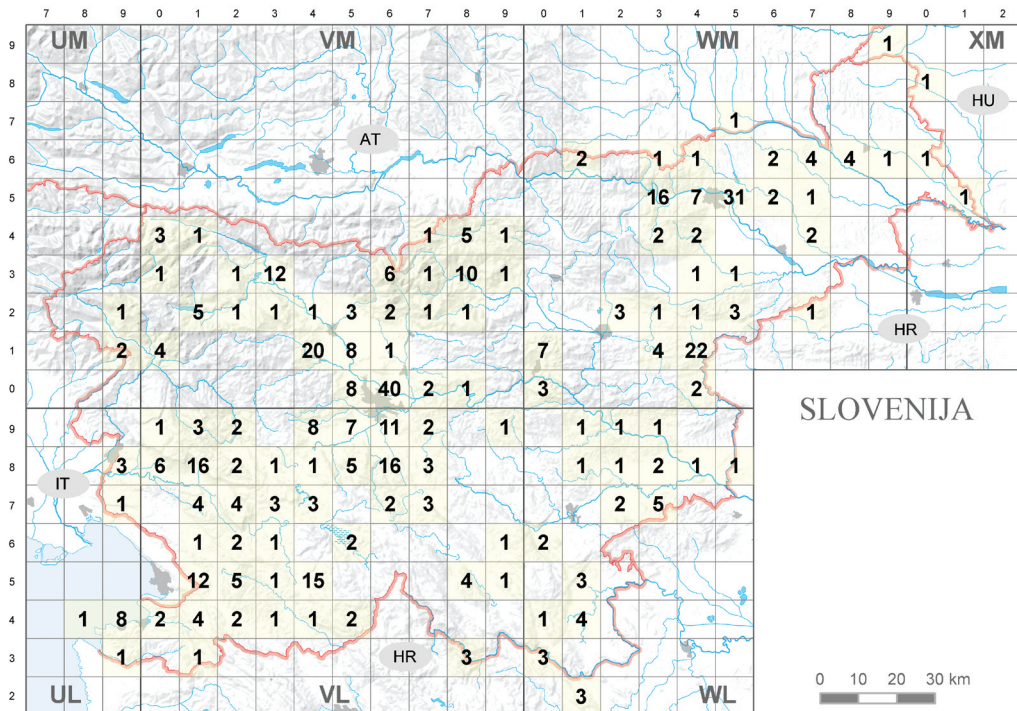 7 8 9 0 1 2 3 4 5 6 7 8 9 0 1 2 3 4 5 6 7 8 9 0 1 2
9 UM VM WM 1 XM
8 1
HU
7 AT 1
6 2 1 1 2 4 4 1 1
5 16 7 31 2 1 1
4 3 1 1 5 1 2 2 2
3 1 1 12 6 1 10 1 1 1
2 1 5 1 1 1 3 2 1 1 3 1 1 3 1
HR
1 2 4 20 8 1 7 4 22
0 8 40 2 1 3 2
SLOVENIJA
9 1 3 2 8 7 11 2 1 1 1 1
8 3 6 16 2 1 1 5 16 3 1 1 2 1 1
IT
7 1 4 4 3 3 2 3 2 5
6 1 2 1 2 1 2
5 12 5 1 15 4 1 3
4 1 8 2 4 2 1 1 2 1 4
3 1 1 HR 3 3
2 UL VL 3 WL
0 10 20 30 km